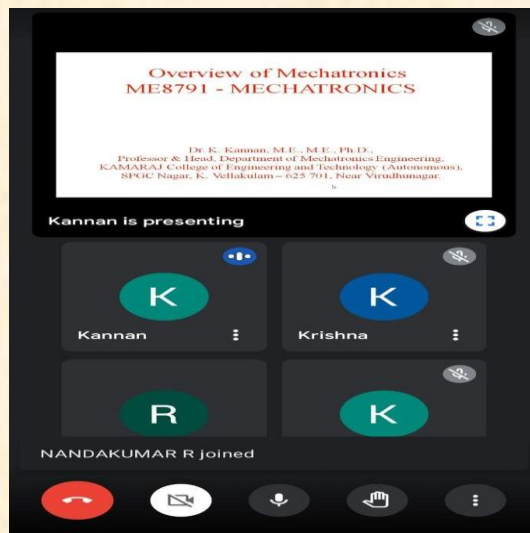 Overview of Mechatronics
ME8791 - MECHATRONICS
Dr. K. Kannan, M.E., M.E., Ph.D.,
Professor & Head, Department of Mechatronics Engineering,
KAMARAJ College of Engineering and Technology (Autonomous),
SPGC Nagar, K. Vellakulam – 625 701, Near Virudhunagar.
Kannan is presenting
K
Kannan
K
Krishna
R
K
NANDAKUMAR R joined